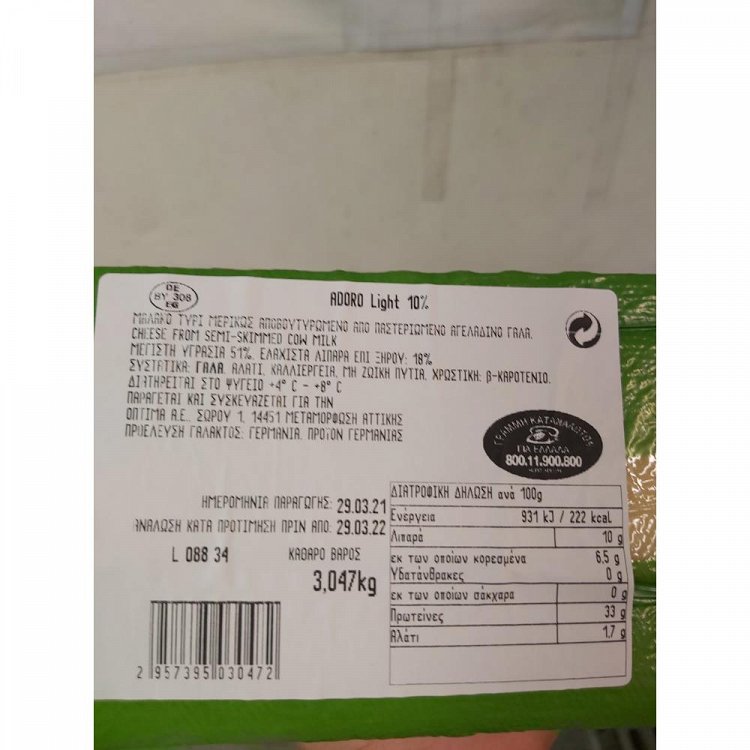 DE
BY 308
EG
ADORO Light 10%
ΜΑΛΑΚΟ ΤΥΡΙ ΜΕΡΙΚΩΣ ΑΠΟΒΟΥΤΥΡΩΜΕΝΟ ΑΠΟ ΠΑΣΤΕΡΙΩΜΕΝΟ ΑΓΕΛΑΔΙΝΟ ΓΑΛΑ.
CHEESE FROM SEMI-SKIMMED COW MILK
ΜΕΓΙΣΤΗ ΥΓΡΑΣΙΑ 51%, ΕΛΑΧΙΣΤΑ ΛΙΠΑΡΑ ΕΠΙ ΞΗΡΟΥ: 18%
ΣΥΣΤΑΤΙΚΑ: ΓΑΛΑ, ΑΛΑΤΙ, ΚΑΛΛΙΕΡΓΕΙΑ, ΜΗ ΖΩΙΚΗ ΠΥΤΙΑ, ΧΡΩΣΤΙΚΗ: β-ΚΑΡΟΤΕΝΙΟ.
ΔΙΑΤΗΡΕΙΤΑΙ ΣΤΟ ΨΥΓΕΙΟ +4° C - +8° C
ΠΑΡΑΓΕΤΑΙ ΚΑΙ ΣΥΣΚΕΥΑΖΕΤΑΙ ΓΙΑ ΤΗΝ
ΟΠΤΙΜΑ Α.Ε., ΣΩΡΟΥ 1, 14451 ΜΕΤΑΜΟΡΦΩΣΗ ΑΤΤΙΚΗΣ
ΠΡΟΕΛΕΥΣΗ ΓΑΛΑΚΤΟΣ: ΓΕΡΜΑΝΙΑ. ΠΡΟΪΟΝ ΓΕΡΜΑΝΙΑΣ
ΓΡΑΜΜΗ ΚΑΤΑΝΑΛΩΤΩΝ
ΓΙΑ ΕΛΛΑΔΑ
800.11.900.800
ΗΜΕΡΟΜΗΝΙΑ ΠΑΡΑΓΩΓΗΣ: 29.03.21
ΑΝΑΛΩΣΗ ΚΑΤΑ ΠΡΟΤΙΜΗΣΗ ΠΡΙΝ ΑΠΟ: 29.03.22
L 088 34 ΚΑΘΑΡΟ ΒΑΡΟΣ
3,047kg
ΔΙΑΤΡΟΦΙΚΗ ΔΗΛΩΣΗ ανά 100g
Ενέργεια 931 kJ / 222 kcal
Λιπαρά 10 g
εκ των οποίων κορεσμένα 6,5 g
Υδατάνθρακες 0 g
εκ των οποίων σάκχαρα 0 g
Πρωτεΐνες 33 g
Αλάτι 1,7 g
2 957395 030472